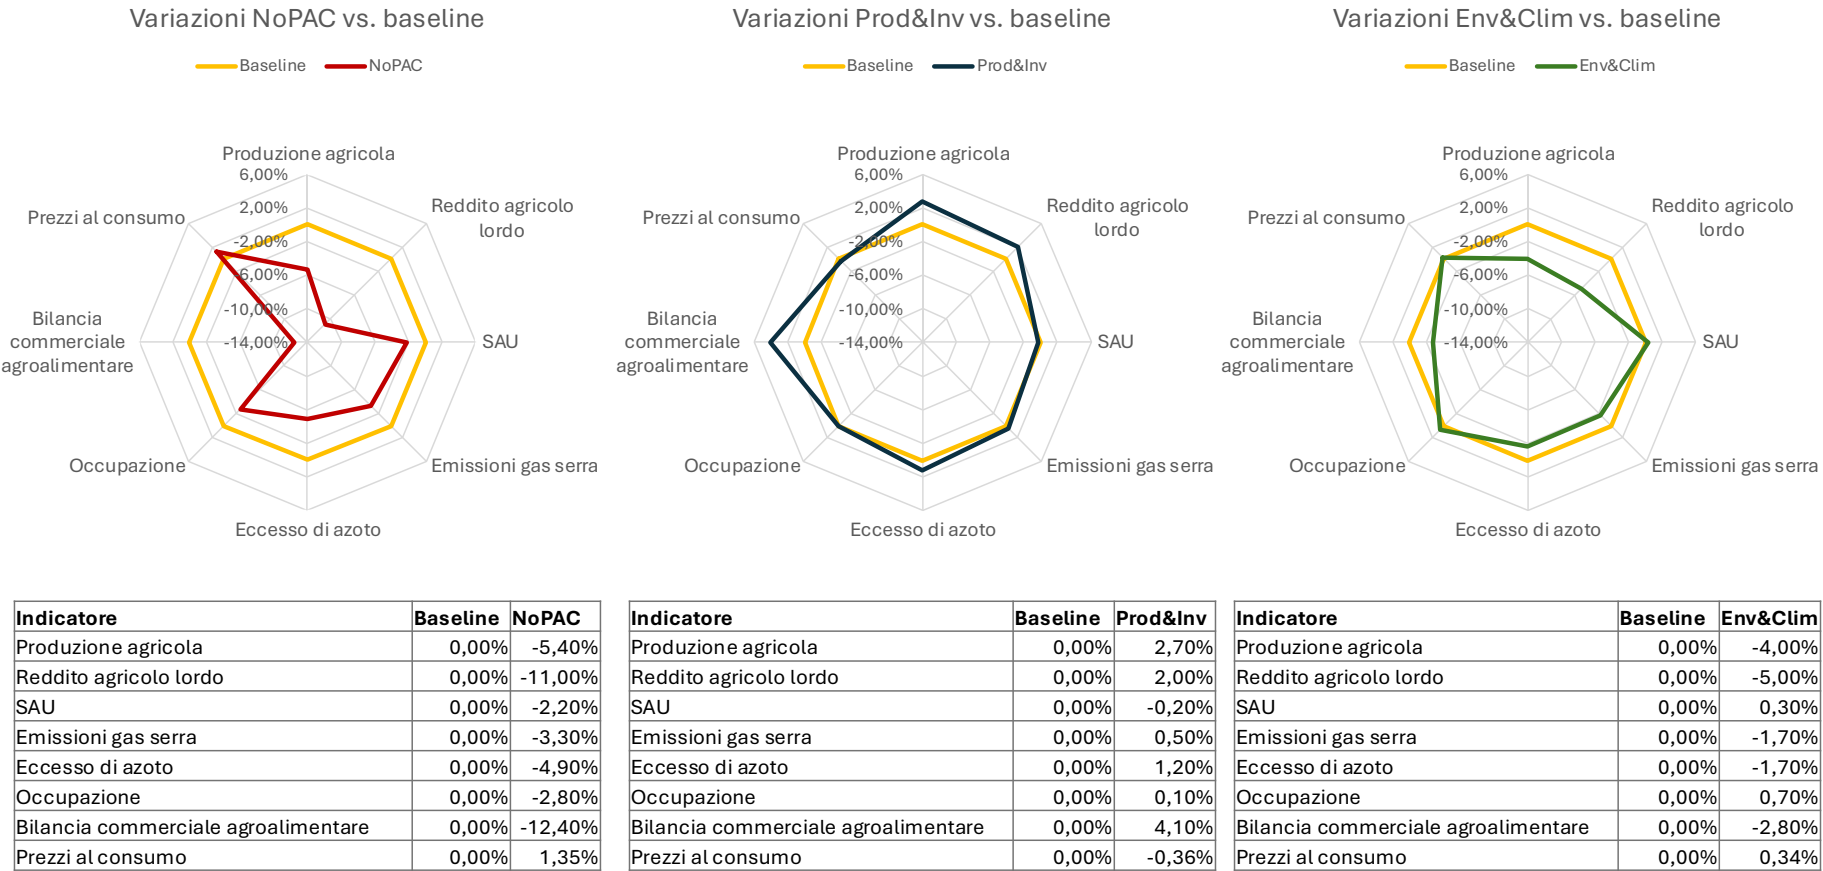 Variazioni NoPAC vs. baseline
Baseline NoPAC
Produzione agricola
6,00%
2,00%
-2,00%
-6,00%
-10,00%
-14,00%
Reddito agricolo
lordo
SAU
Emissioni gas serra
Eccesso di azoto
Occupazione
Bilancia
commerciale
agroalimentare
Prezzi al consumo
Variazioni Prod&Inv vs. baseline
Baseline Prod&Inv
Produzione agricola
6,00%
2,00%
-2,00%
-6,00%
-10,00%
-14,00%
Reddito agricolo
lordo
SAU
Emissioni gas serra
Eccesso di azoto
Occupazione
Bilancia
commerciale
agroalimentare
Prezzi al consumo
Variazioni Env&Clim vs. baseline
Baseline Env&Clim
Produzione agricola
6,00%
2,00%
-2,00%
-6,00%
-10,00%
-14,00%
Reddito agricolo
lordo
SAU
Emissioni gas serra
Eccesso di azoto
Occupazione
Bilancia
commerciale
agroalimentare
Prezzi al consumo
Indicatore Baseline NoPAC
Produzione agricola 0,00% -5,40%
Reddito agricolo lordo 0,00% -11,00%
SAU 0,00% -2,20%
Emissioni gas serra 0,00% -3,30%
Eccesso di azoto 0,00% -4,90%
Occupazione 0,00% -2,80%
Bilancia commerciale agroalimentare 0,00% -12,40%
Prezzi al consumo 0,00% 1,35%
Indicatore Baseline Prod&Inv
Produzione agricola 0,00% 2,70%
Reddito agricolo lordo 0,00% 2,00%
SAU 0,00% -0,20%
Emissioni gas serra 0,00% 0,50%
Eccesso di azoto 0,00% 1,20%
Occupazione 0,00% 0,10%
Bilancia commerciale agroalimentare 0,00% 4,10%
Prezzi al consumo 0,00% -0,36%
Indicatore Baseline Env&Clim
Produzione agricola 0,00% -4,00%
Reddito agricolo lordo 0,00% -5,00%
SAU 0,00% 0,30%
Emissioni gas serra 0,00% -1,70%
Eccesso di azoto 0,00% -1,70%
Occupazione 0,00% 0,70%
Bilancia commerciale agroalimentare 0,00% -2,80%
Prezzi al consumo 0,00% 0,34%